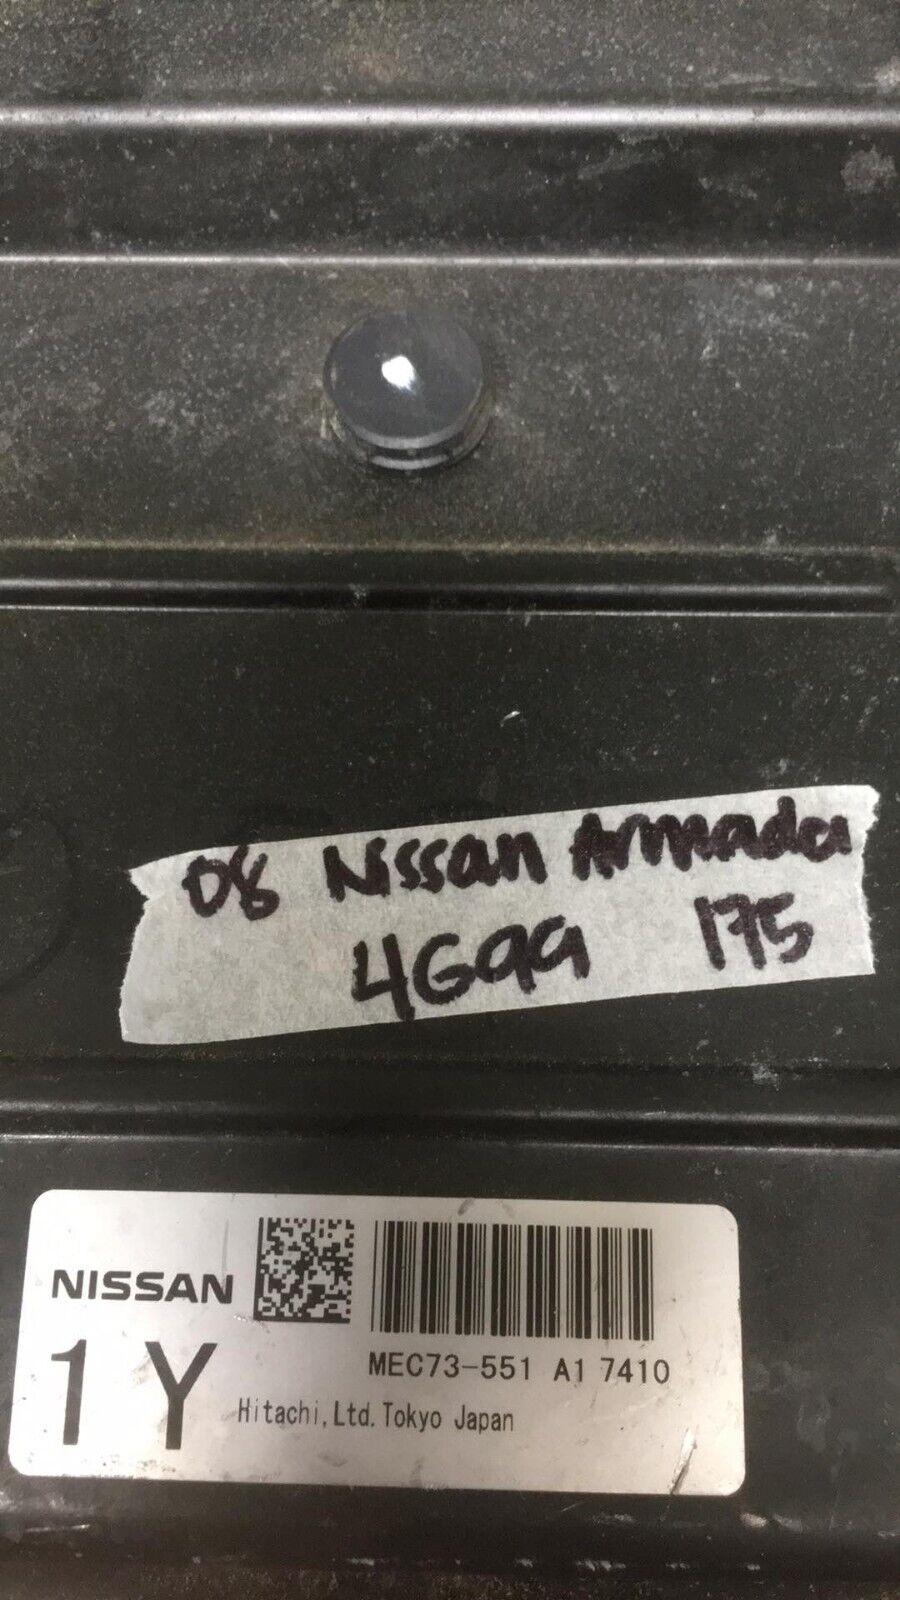 08 Nissan Armada
4G99 175
NISSAN
1Y
MEC73-551 A1 7410
Hitachi,Ltd.Tokyo Japan